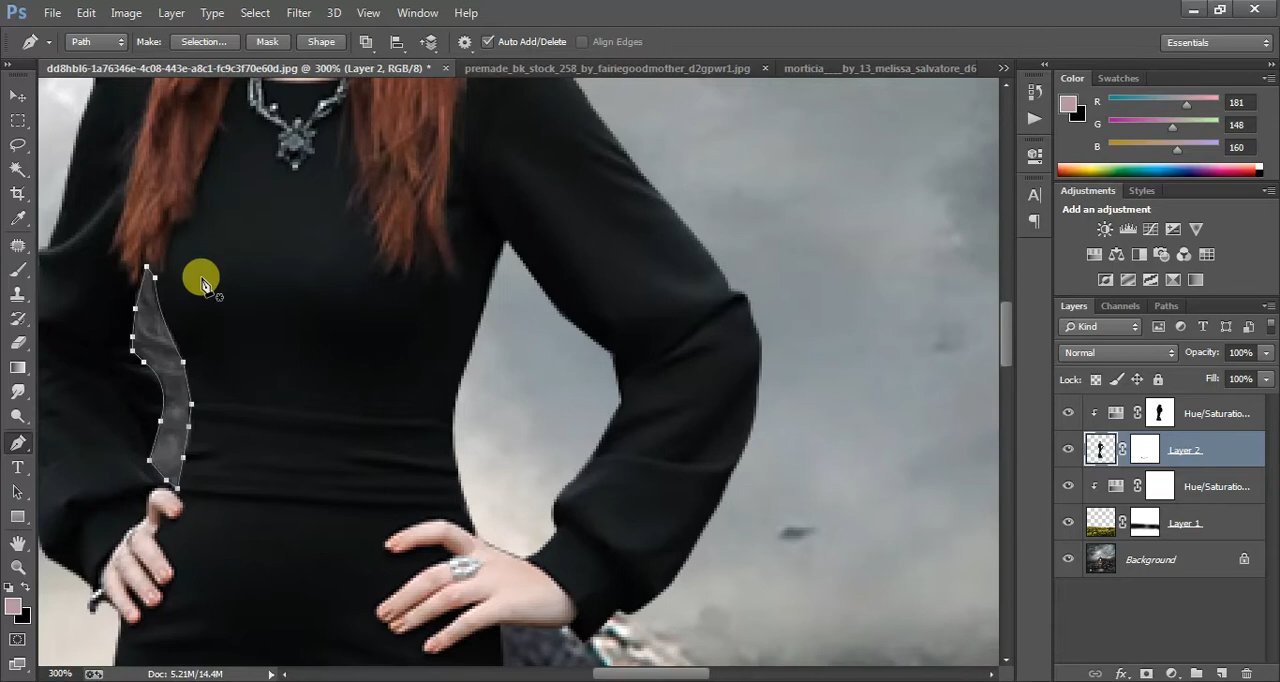 Ps File Edit Image Layer Type Select Filter 3D View Window Help
Path Make: Selection... Mask Shape Auto Add/Delete Align Edges Essentials
dd8hbl6-1a76346e-4c08-443e-a8c1-fc9c3f70e60d.jpg @ 300% (Layer 2, RGB/8) * × premade_bk_stock_258_by_fairiegoodmother_d2gpwr1.jpg × morticia____by_13_melissa_salvatore_d6
Color Swatches
R 181
G 148
B 160
Adjustments Styles
Add an adjustment
Layers Channels Paths
Kind
Normal Opacity: 100%
Lock: Fill: 100%
Hue/Saturatio...
Layer 2
Hue/Saturatio...
Layer 1
Background
300% Doc: 5.21M/14.4M